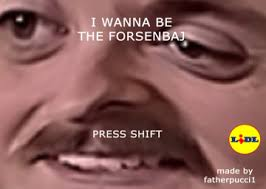 I WANNA BE
THE FORSENBAJ
PRESS SHIFT
LiDL
made by
fatherpucci1